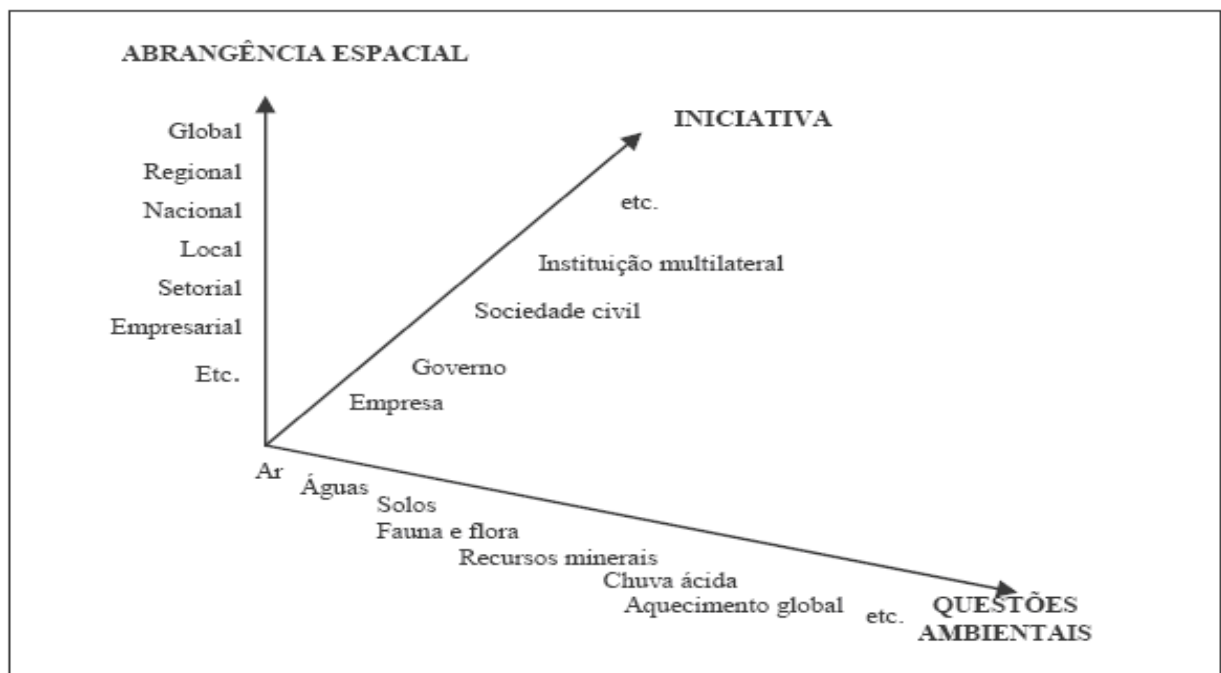 ABRANGÊNCIA ESPACIAL
Global
Regional
Nacional
Local
Setorial
Empresarial
Etc.
INICIATIVA
etc.
Instituição multilateral
Sociedade civil
Governo
Empresa
Ar
Águas
Solos
Fauna e flora
Recursos minerais
Chuva ácida
Aquecimento global
etc.
QUESTÕES
AMBIENTAIS